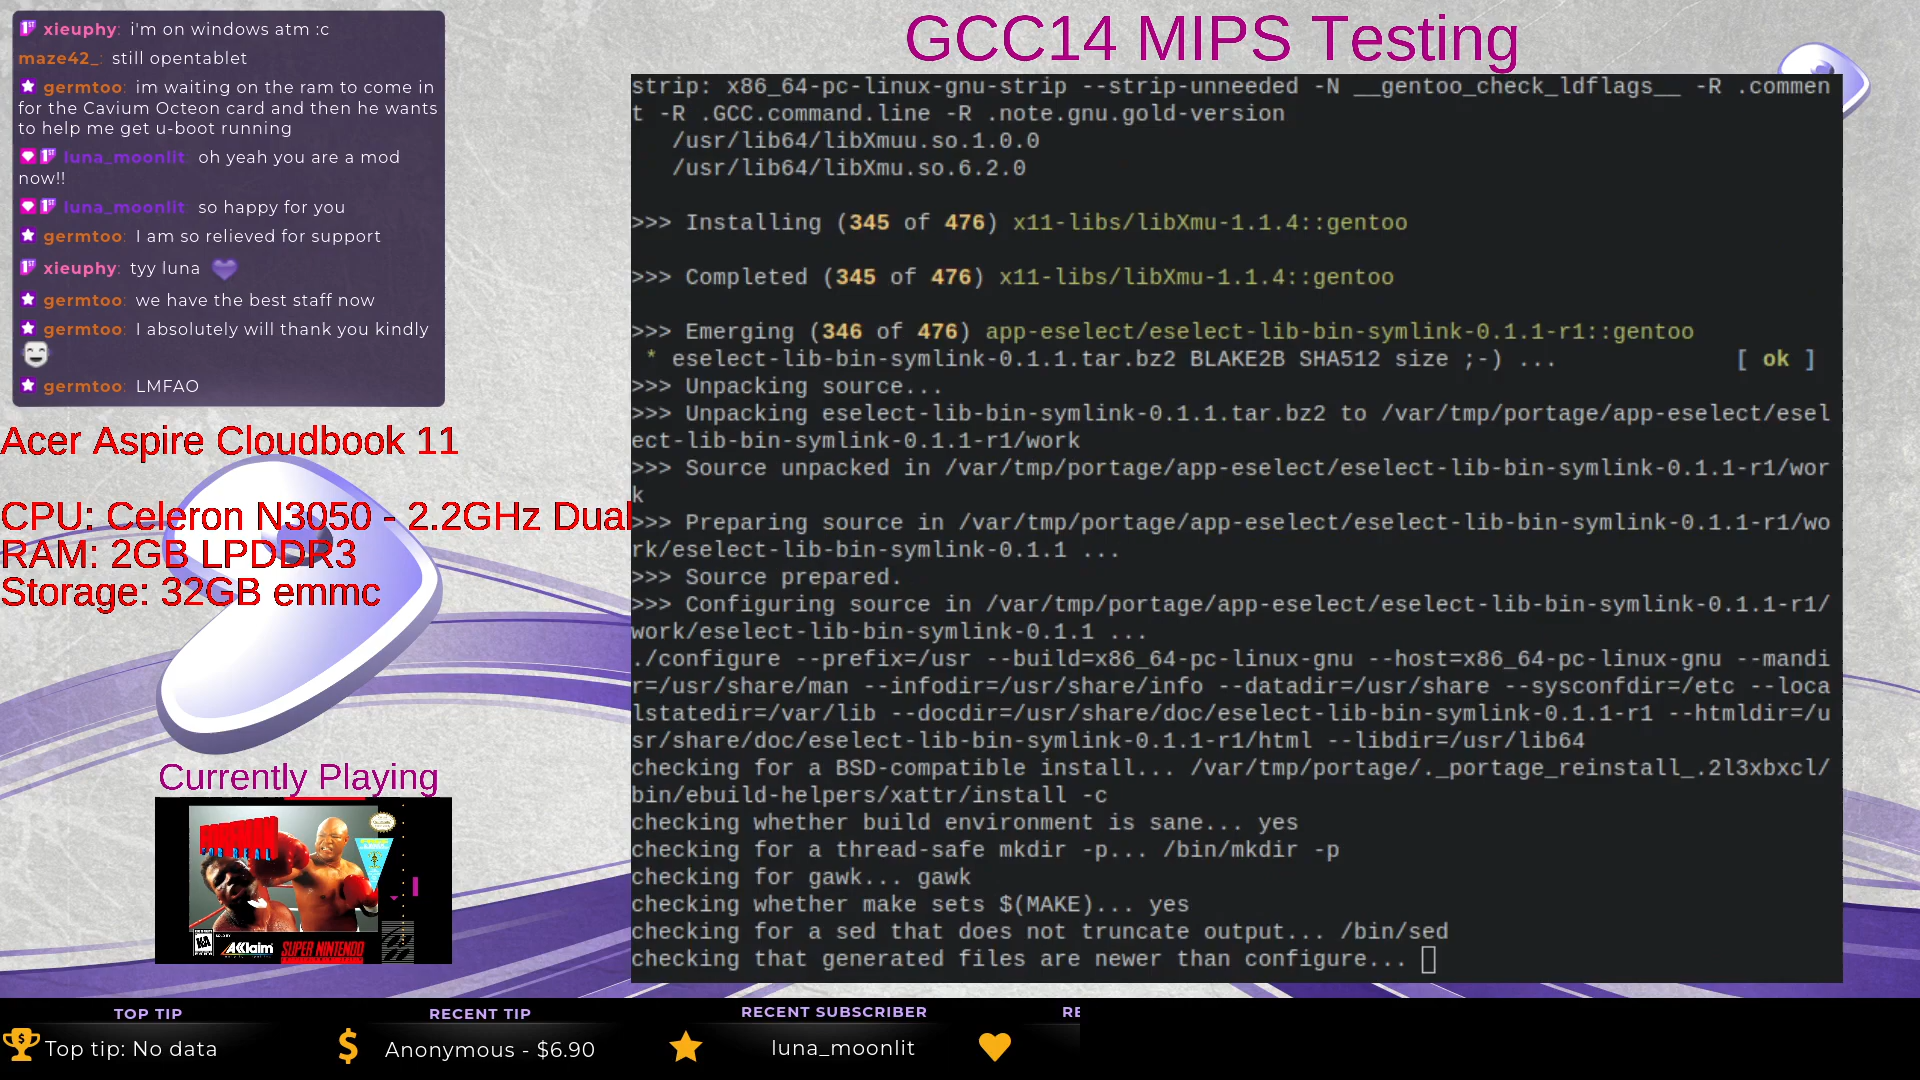 xieuphy: i'm on windows atm :c
maze42_: still opentablet
germtoo: im waiting on the ram to come in
for the Cavium Octeon card and then he wants
to help me get u-boot running
luna_moonlit: oh yeah you are a mod
now!!
luna_moonlit: so happy for you
germtoo: I am so relieved for support
xieuphy: tyy luna
germtoo: we have the best staff now
germtoo: I absolutely will thank you kindly
germtoo: LMFAO
Acer Aspire Cloudbook 11
CPU: Celeron N3050 - 2.2GHz Dual
RAM: 2GB LPDDR3
Storage: 32GB emmc
Currently Playing
FOREMAN
FOR REAL
AKklaim
SUPER NINTENDO
GCC14 MIPS Testing
strip: x86_64-pc-linux-gnu-strip --strip-unneeded -N __gentoo_check_ldflags__ -R .commen
t -R .GCC.command.line -R .note.gnu.gold-version
/usr/lib64/libXmuu.so.1.0.0
/usr/lib64/libXmu.so.6.2.0
>>> Installing (345 of 476) x11-libs/libXmu-1.1.4::gentoo
>>> Completed (345 of 476) x11-libs/libXmu-1.1.4::gentoo
>>> Emerging (346 of 476) app-eselect/eselect-lib-bin-symlink-0.1.1-r1::gentoo
* eselect-lib-bin-symlink-0.1.1.tar.bz2 BLAKE2B SHA512 size ;-) ... [ ok ]
>>> Unpacking source...
>>> Unpacking eselect-lib-bin-symlink-0.1.1.tar.bz2 to /var/tmp/portage/app-eselect/esel
ect-lib-bin-symlink-0.1.1-r1/work
>>> Source unpacked in /var/tmp/portage/app-eselect/eselect-lib-bin-symlink-0.1.1-r1/wor
k
>>> Preparing source in /var/tmp/portage/app-eselect/eselect-lib-bin-symlink-0.1.1-r1/wo
rk/eselect-lib-bin-symlink-0.1.1 ...
>>> Source prepared.
>>> Configuring source in /var/tmp/portage/app-eselect/eselect-lib-bin-symlink-0.1.1-r1/
work/eselect-lib-bin-symlink-0.1.1 ...
./configure --prefix=/usr --build=x86_64-pc-linux-gnu --host=x86_64-pc-linux-gnu --mandi
r=/usr/share/man --infodir=/usr/share/info --datadir=/usr/share --sysconfdir=/etc --loca
lstatedir=/var/lib --docdir=/usr/share/doc/eselect-lib-bin-symlink-0.1.1-r1 --htmldir=/u
sr/share/doc/eselect-lib-bin-symlink-0.1.1-r1/html --libdir=/usr/lib64
checking for a BSD-compatible install... /var/tmp/portage/._portage_reinstall_.2l3xbxcl/
bin/ebuild-helpers/xattr/install -c
checking whether build environment is sane... yes
checking for a thread-safe mkdir -p... /bin/mkdir -p
checking for gawk... gawk
checking whether make sets $(MAKE)... yes
checking for a sed that does not truncate output... /bin/sed
checking that generated files are newer than configure...
TOP TIP
Top tip: No data
RECENT TIP
Anonymous - $6.90
RECENT SUBSCRIBER
luna_moonlit
RE